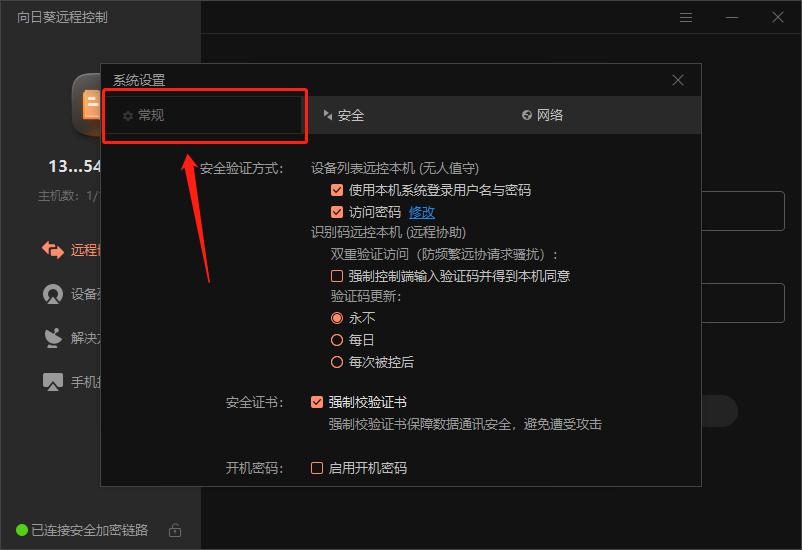 向日葵远程控制
系统设置
常规
安全
网络
13...54
主机数：1/
远程
设备
解决
手机
安全验证方式：
设备列表远控本机 (无人值守)
使用本机系统登录用户名与密码
访问密码 修改
识别码远控本机 (远程协助)
双重验证访问（防频繁远协请求骚扰）：
强制控制端输入验证码并得到本机同意
验证码更新：
永不
每日
每次被控后
安全证书：
强制校验证书
强制校验证书保障数据通讯安全，避免遭受攻击
开机密码：
启用开机密码
已连接安全加密链路